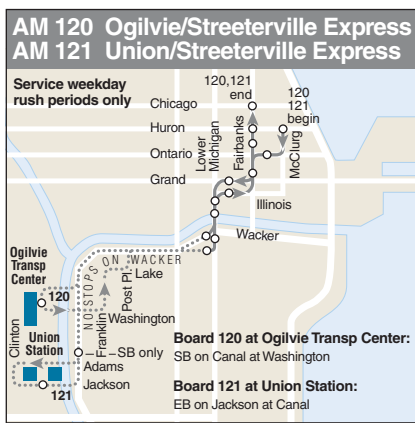 AM 120 Ogilvie/Streeterville Express
AM 121 Union/Streeterville Express
Service weekday
rush periods only
120,121
end
120
121
begin
Chicago
Huron
Ontario
Grand
Lower
Michigan
Fairbanks
McClurg
Illinois
Wacker
NO STOPS ON WACKER
Ogilvie
Transp
Center
120
Lake
Post Pl.
Washington
Franklin
Clinton
Union
Station
SB only
Adams
Jackson
121
Board 120 at Ogilvie Transp Center:
SB on Canal at Washington
Board 121 at Union Station:
EB on Jackson at Canal